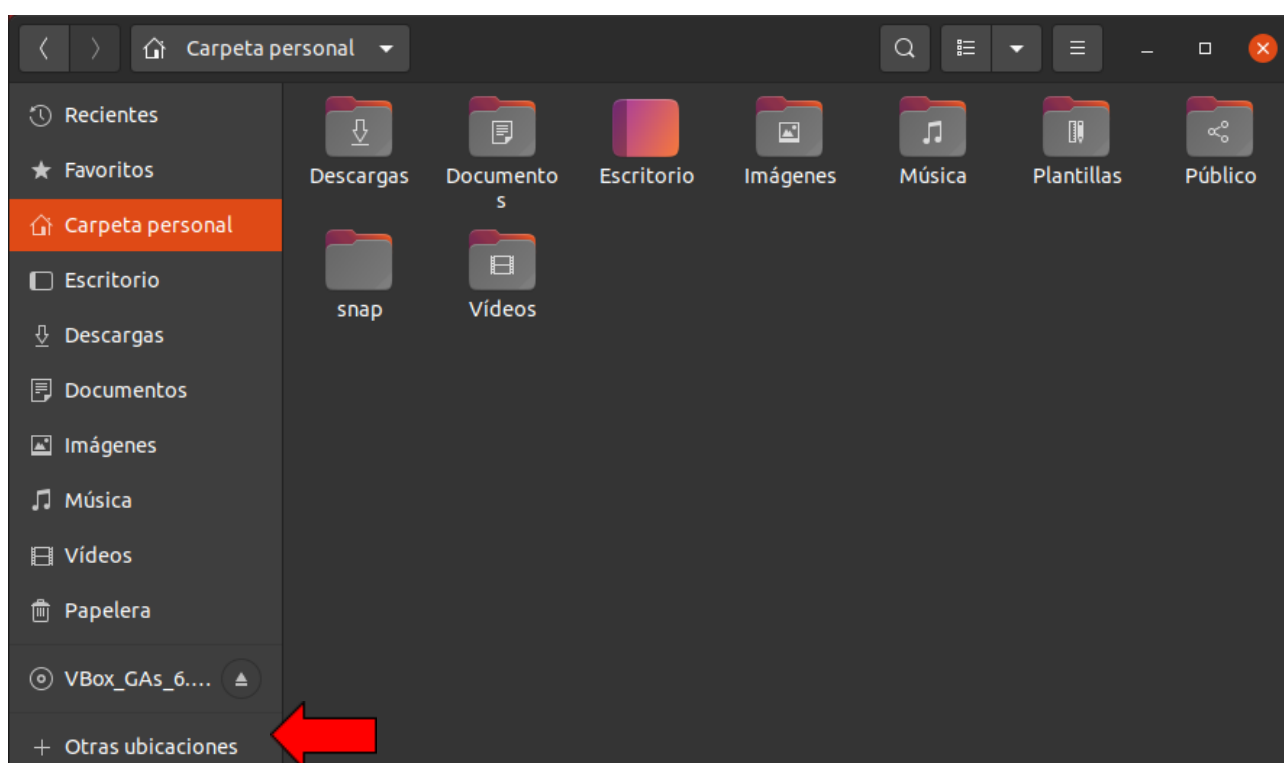 Carpeta personal
Recientes
Favoritos
Carpeta personal
Escritorio
Descargas
Documentos
Imágenes
Música
Vídeos
Papelera
VBox_GAs_6....
Otras ubicaciones
Descargas
Documento
s
Escritorio
Imágenes
Música
Plantillas
Público
snap
Vídeos